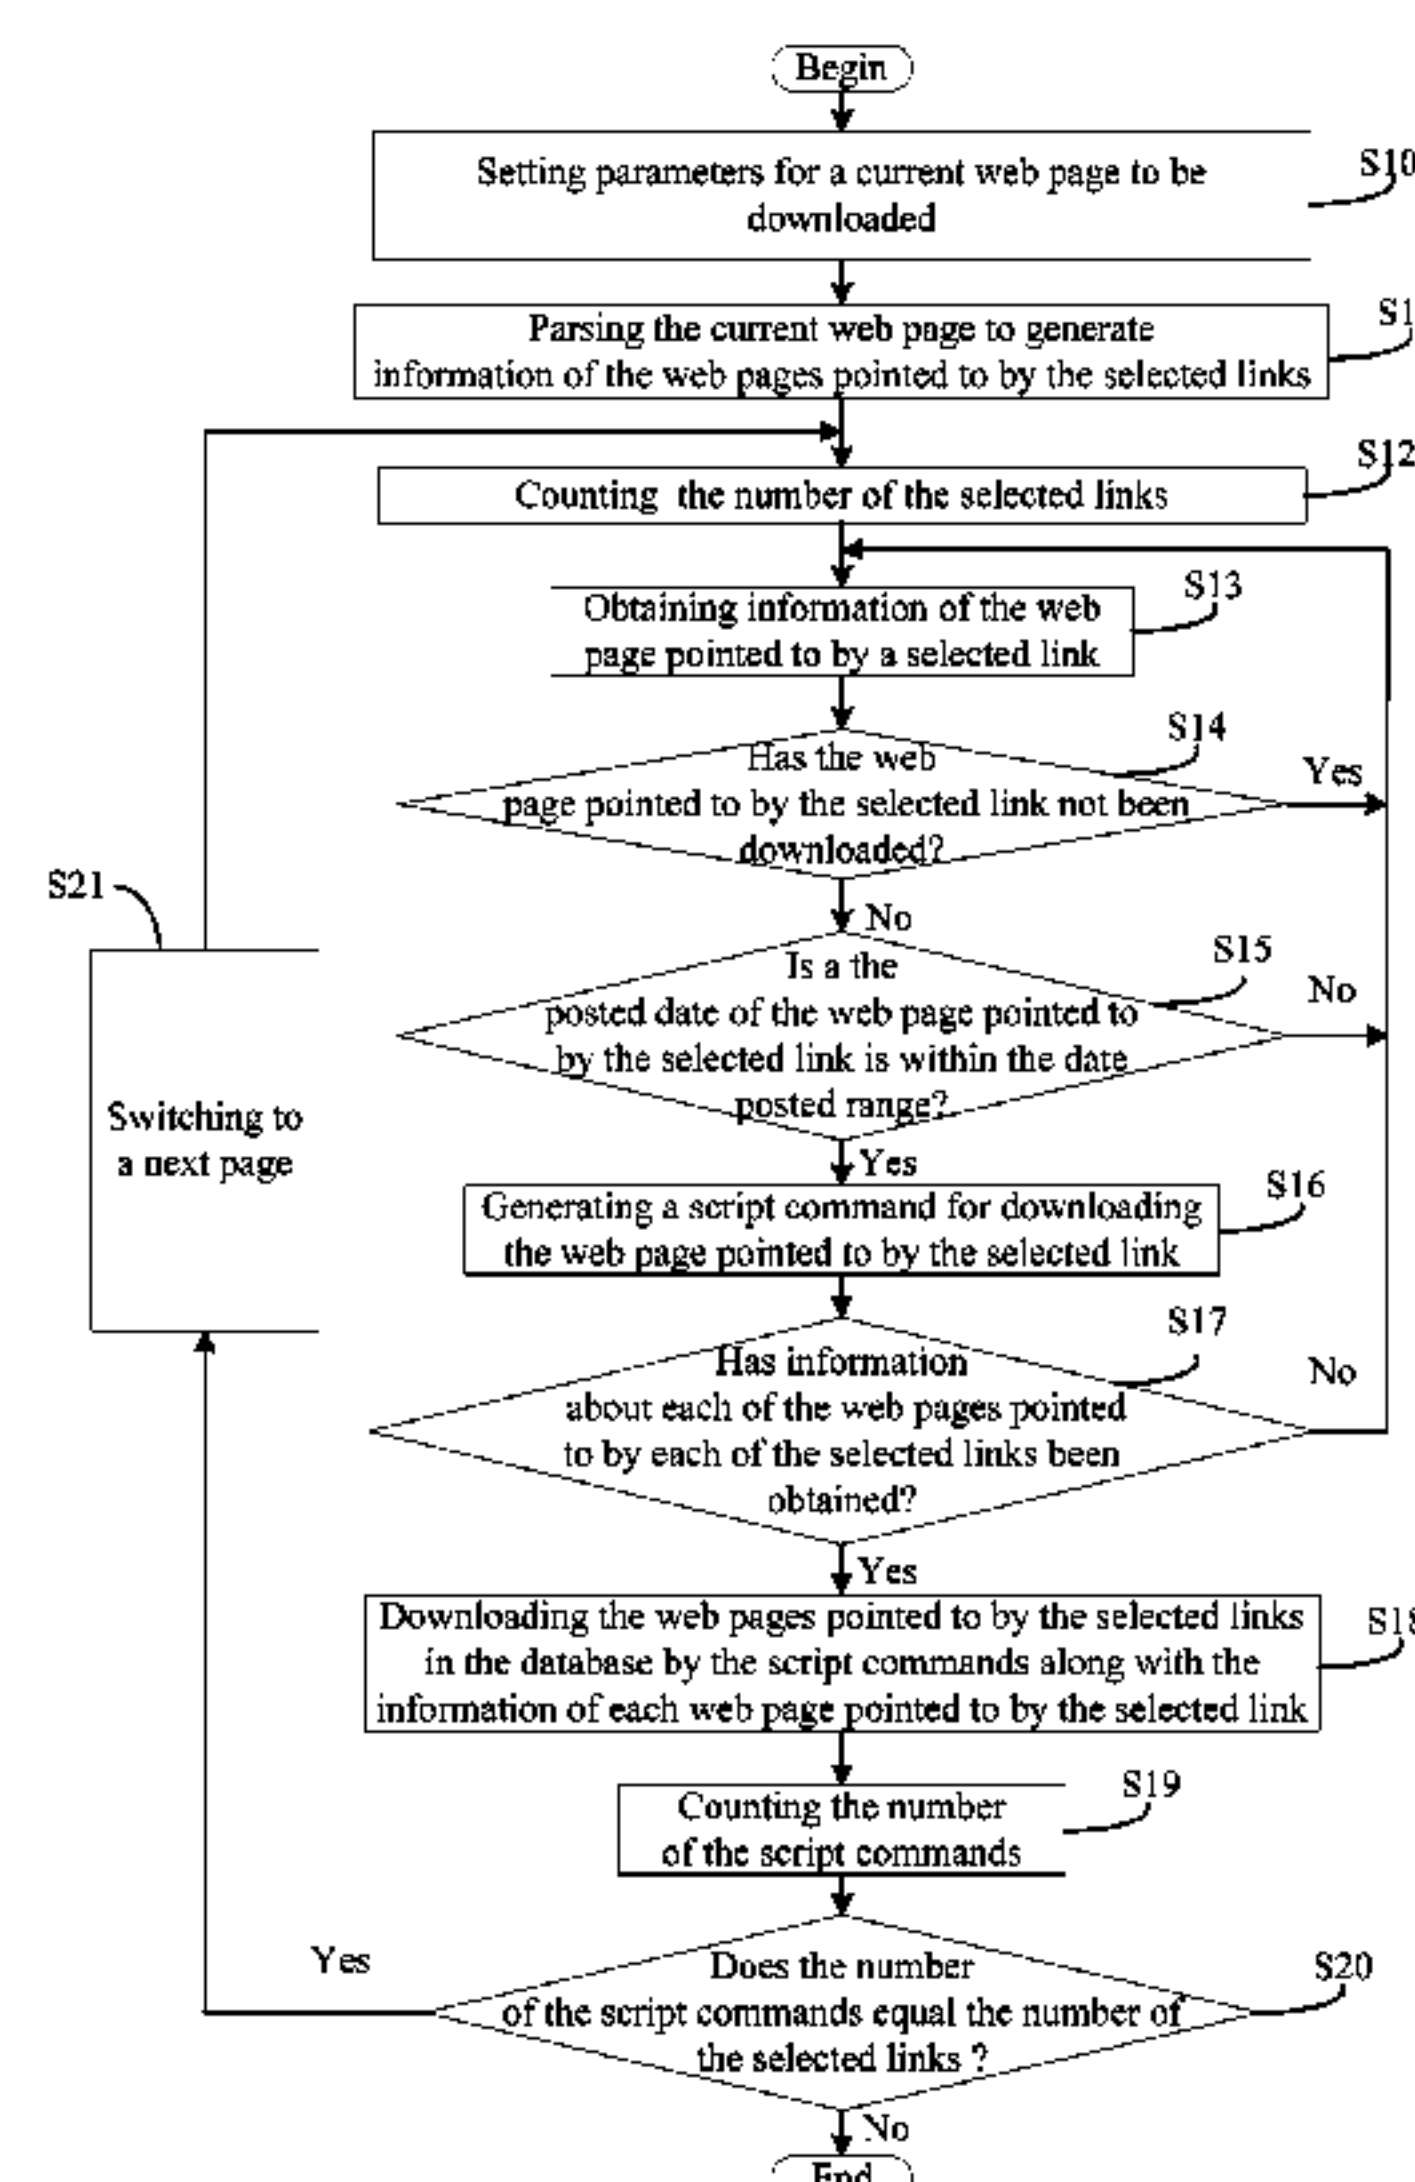 Begin
Setting parameters for a current web page to be
downloaded
S10
Parsing the current web page to generate
information of the web pages pointed to by the selected links
S1
Counting the number of the selected links
S12
Obtaining information of the web
page pointed to by a selected link
S13
Has the web
page pointed to by the selected link not been
downloaded?
S14
Yes
No
S21
Switching to
a next page
Is a the
posted date of the web page pointed to
by the selected link is within the date
posted range?
S15
No
Yes
Generating a script command for downloading
the web page pointed to by the selected link
S16
Has information
about each of the web pages pointed
to by each of the selected links been
obtained?
S17
No
Yes
Downloading the web pages pointed to by the selected links
in the database by the script commands along with the
information of each web page pointed to by the selected link
S18
Counting the number
of the script commands
S19
Does the number
of the script commands equal the number of
the selected links ?
S20
Yes
No
End